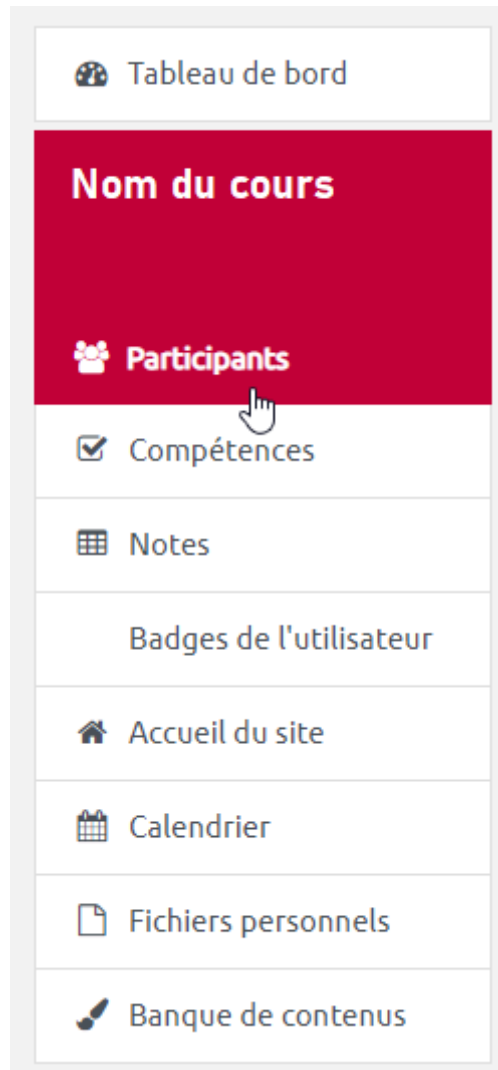 Tableau de bord
Nom du cours
Participants
Compétences
Notes
Badges de l'utilisateur
Accueil du site
Calendrier
Fichiers personnels
Banque de contenus